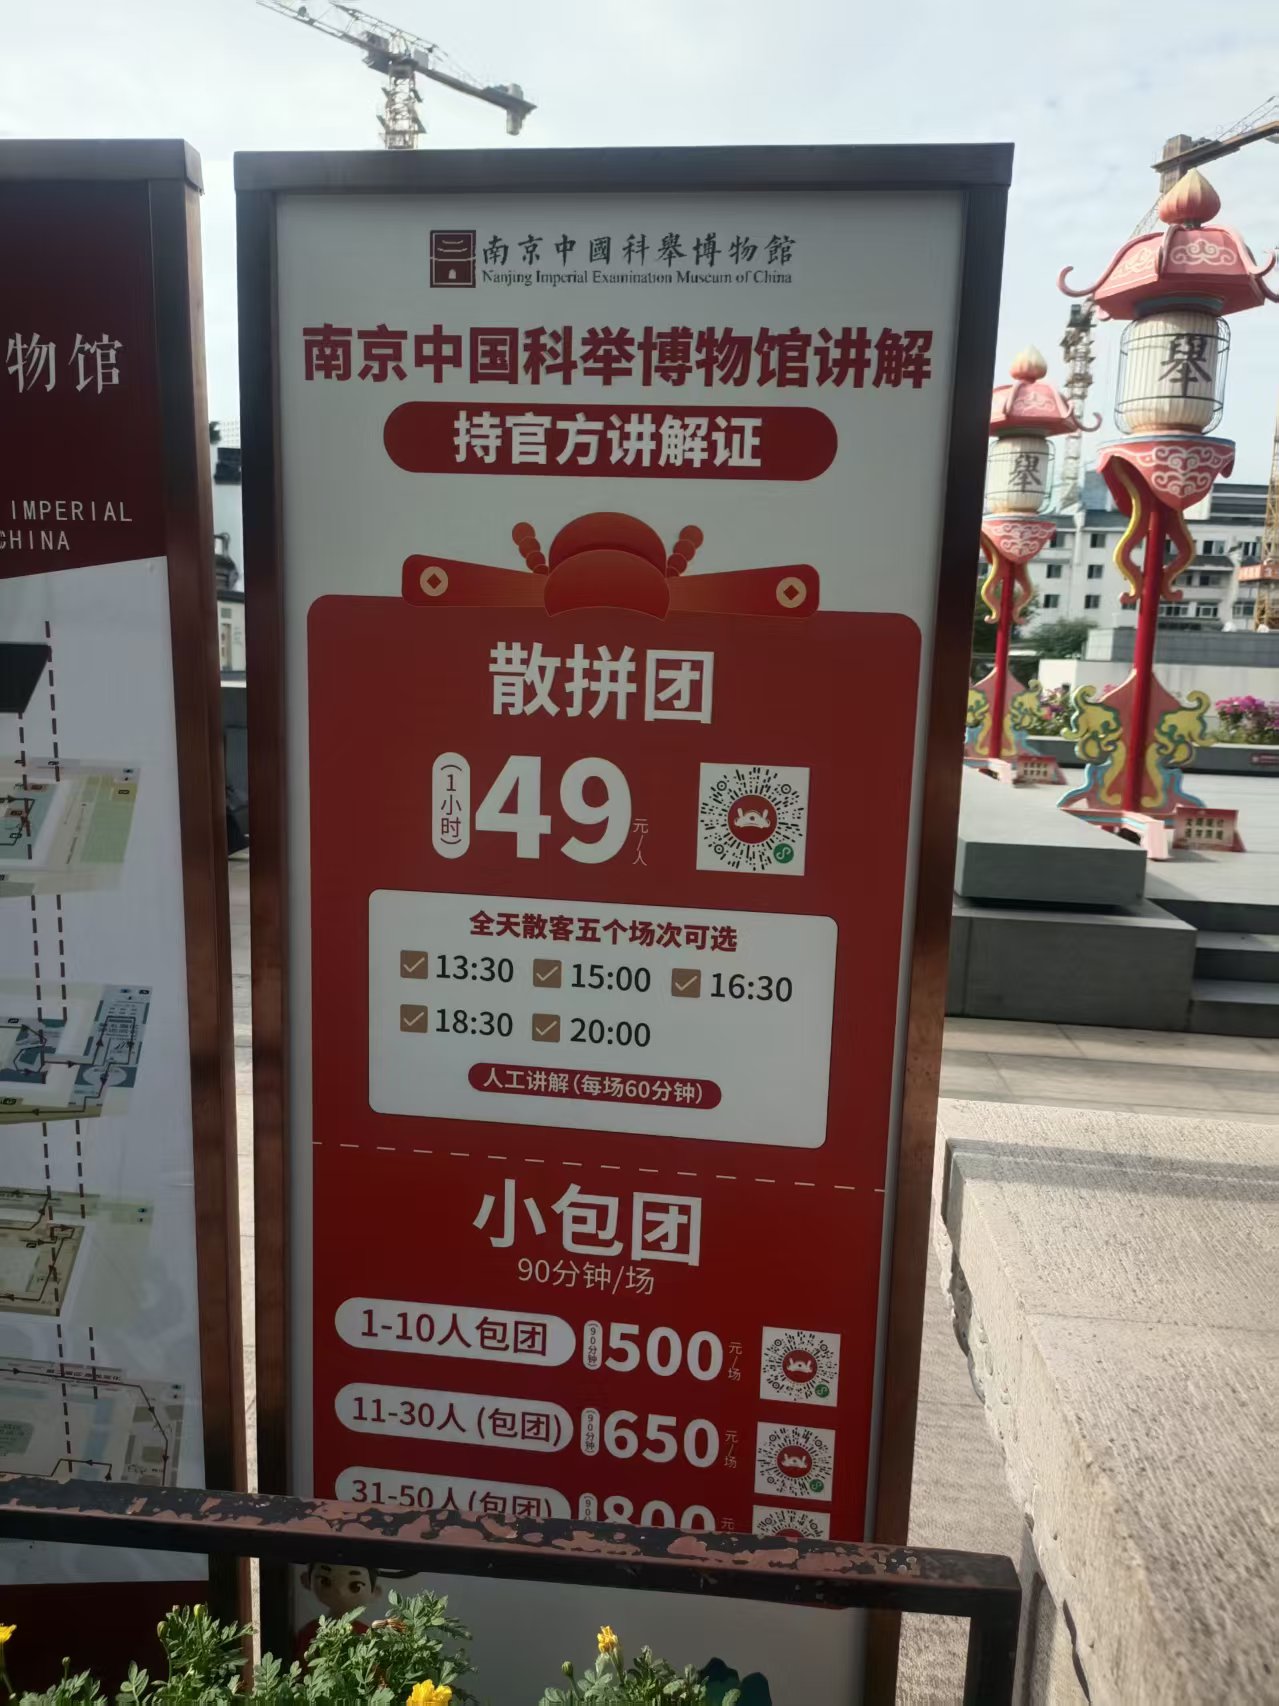 物馆
IMPERIAL
CHINA
南京中國科舉博物館
Nanjing Imperial Examination Museum of China
南京中国科举博物馆讲解
持官方讲解证
散拼团
(1小时) 49 元/人
全天散客五个场次可选
13:30 15:00 16:30
18:30 20:00
人工讲解(每场60分钟)
小包团
90分钟/场
1-10人包团 (90分钟) 500 元/场
11-30人 (包团) (90分钟) 650 元/场
31-50人(包团) 800 元
舉
舉